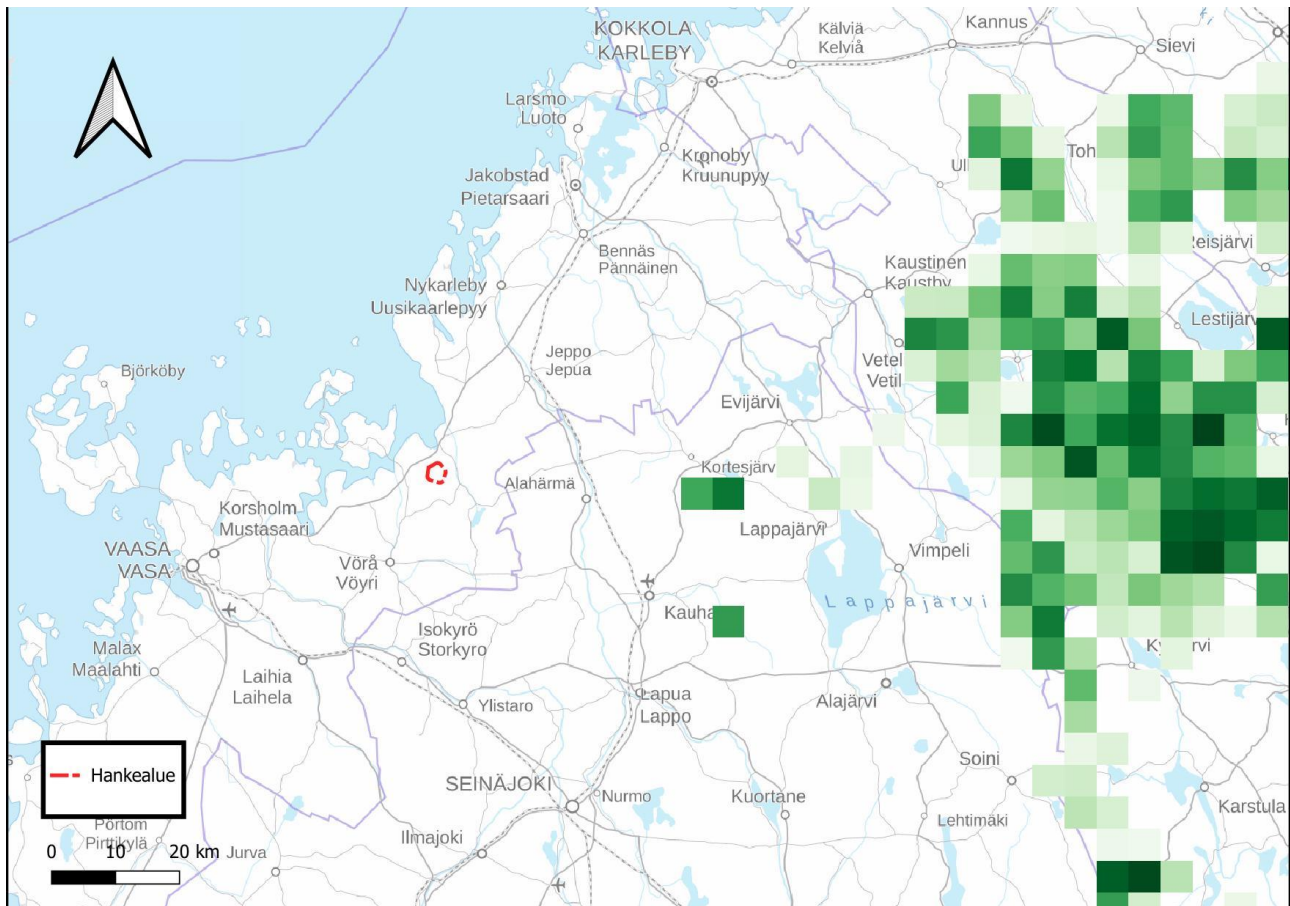 KOKKOLA
KARLEBY
Kälviä
Kelviå
Kannus
Sievi
Larsmo
Luoto
Kronoby
Kruunupyy
Jakobstad
Pietarsaari
Bennäs
Pännäinen
Reisjärvi
Kaustinen
Kaustby
Nykarleby
Uusikaarlepyy
Lestijärv
Jeppo
Jepua
Vetel
Vetil
Björköby
Evijärvi
Kortesjärv
Alahärmä
Lappajärvi
Korsholm
Mustasaari
VAASA
VASA
Vörå
Vöyri
Vimpeli
Lappajärvi
Kauha
Isokyrö
Storkyro
Malax
Maalahti
Laihia
Laihela
Ylistaro
Lapua
Lappo
Alajärvi
Hankealue
SEINÄJOKI
Nurmo
Kuortane
Soini
Lehtimäki
Karstula
Pörtom
Pirttikylä
Jurva
Ilmajoki
0 10 20 km